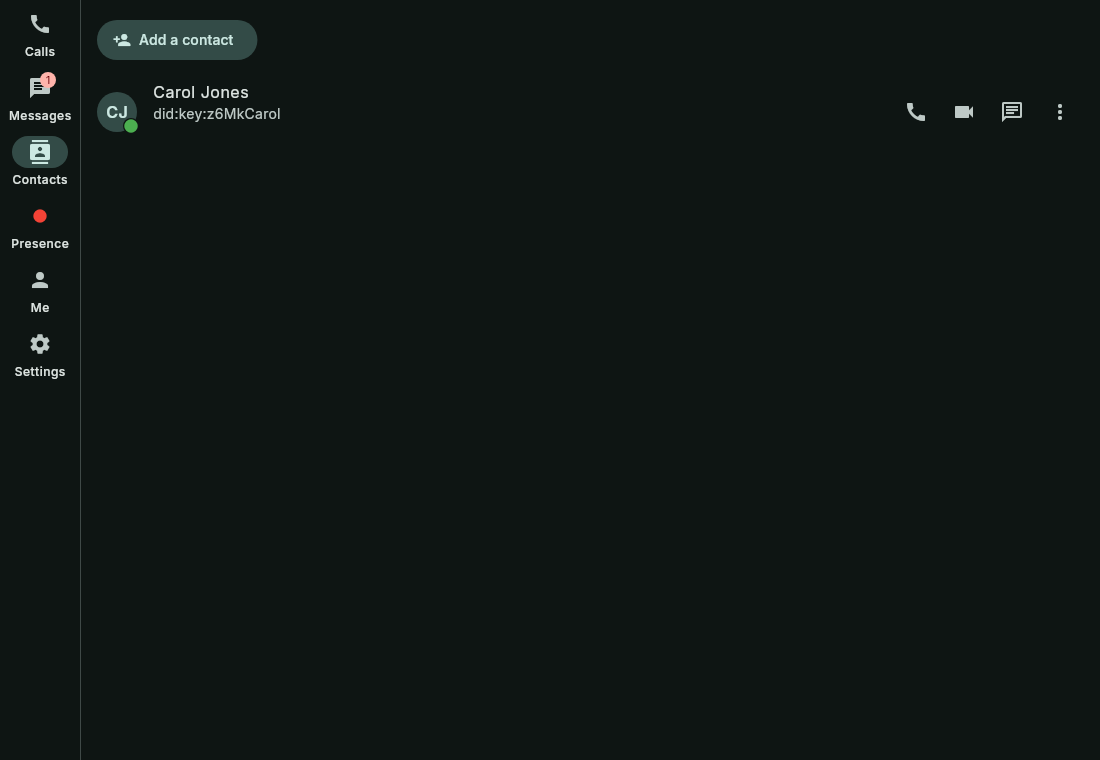 Calls
1
Messages
Contacts
Presence
Me
Settings
Add a contact
CJ
Carol Jones
did:key:z6MkCarol